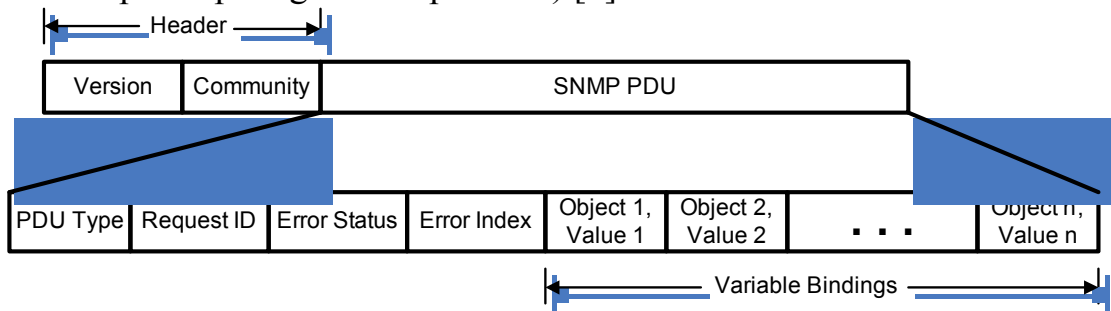 Header
Version Community SNMP PDU
PDU Type Request ID Error Status Error Index Object 1, Value 1 Object 2, Value 2 . . . Object n, Value n
Variable Bindings